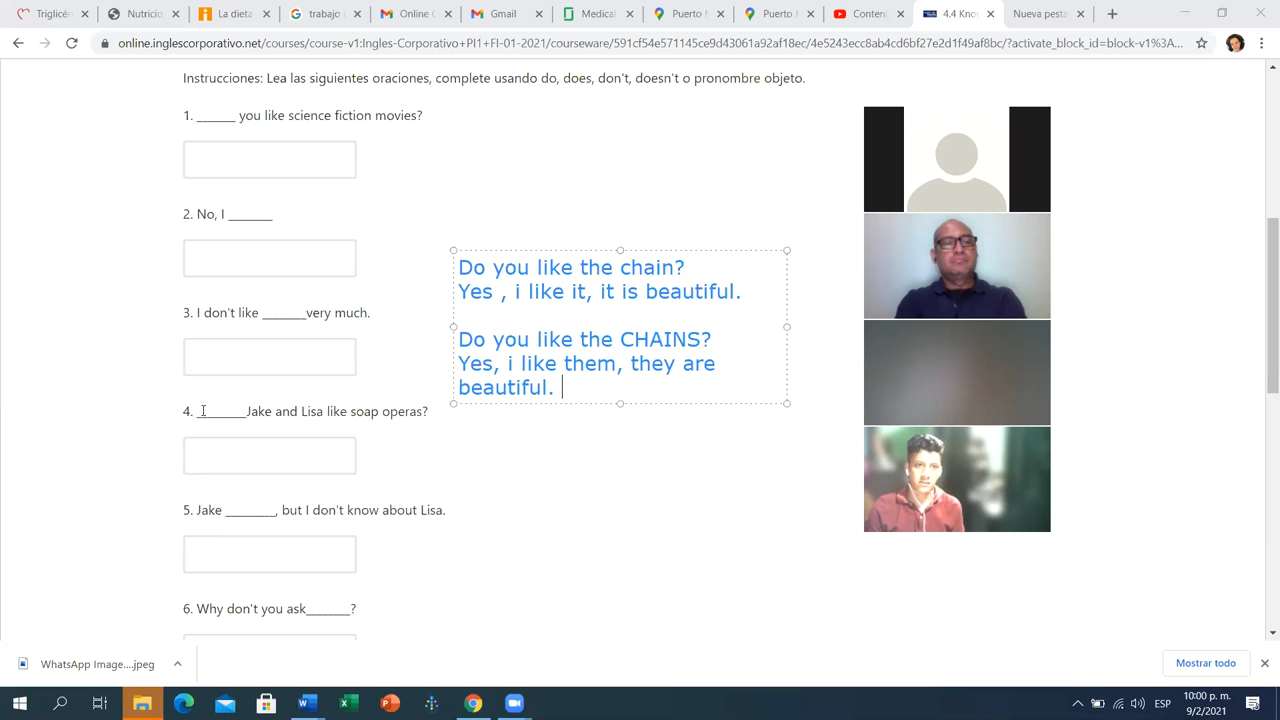 Triglicér
Nutricio
La dieta
trabajo
Online C
Gmail
Medical
Puerto
Puerto
Conteni
4.4 Kno
Nueva pesta
online.inglescorporativo.net/courses/course-v1:Ingles-Corporativo+PI1+FI-01-2021/courseware/591cf54e571145ce9d43061a92af18ec/4e5243ecc8ab4cd6bf27e2d1f49af8bc/?activate_block_id=block-v1%3A...
Instrucciones: Lea las siguientes oraciones, complete usando do, does, don't, doesn't o pronombre objeto.
1. _______ you like science fiction movies?
2. No, I ________
Do you like the chain?
Yes , i like it, it is beautiful.
3. I don't like ________very much.
Do you like the CHAINS?
Yes, i like them, they are
beautiful.
4. _________Jake and Lisa like soap operas?
5. Jake _________, but I don't know about Lisa.
6. Why don't you ask________?
WhatsApp Image....jpeg
Mostrar todo
ESP
10:00 p. m.
9/2/2021